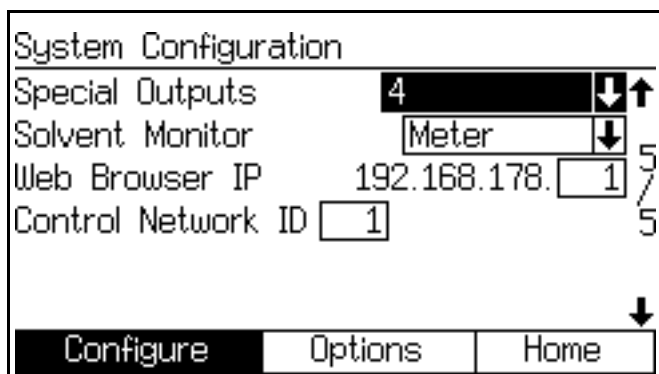 System Configuration
Special Outputs 4
Solvent Monitor Meter
Web Browser IP 192.168.178. 1
Control Network ID 1
5/5
Configure Options Home